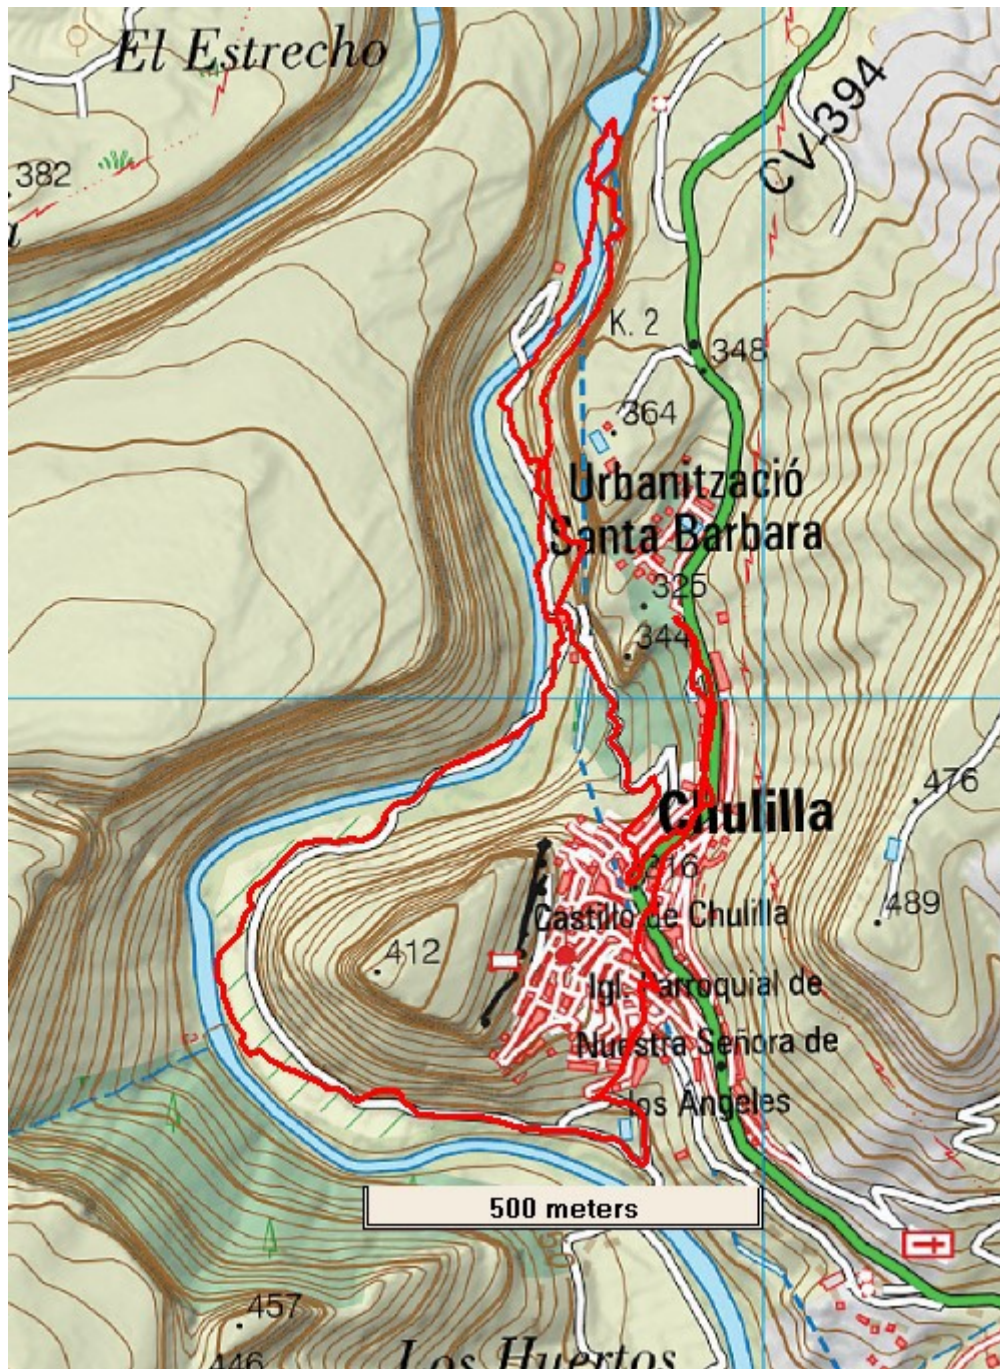 El Estrecho
CV-394
382
a
K. 2
348
364
Urbanització
Santa Barbara
325
344
476
Chulilla
316
489
Castillo de Chulilla
412
Igl. Parroquial de
Nuestra Señora de
los Ángeles
500 meters
457
446
Los Huertos